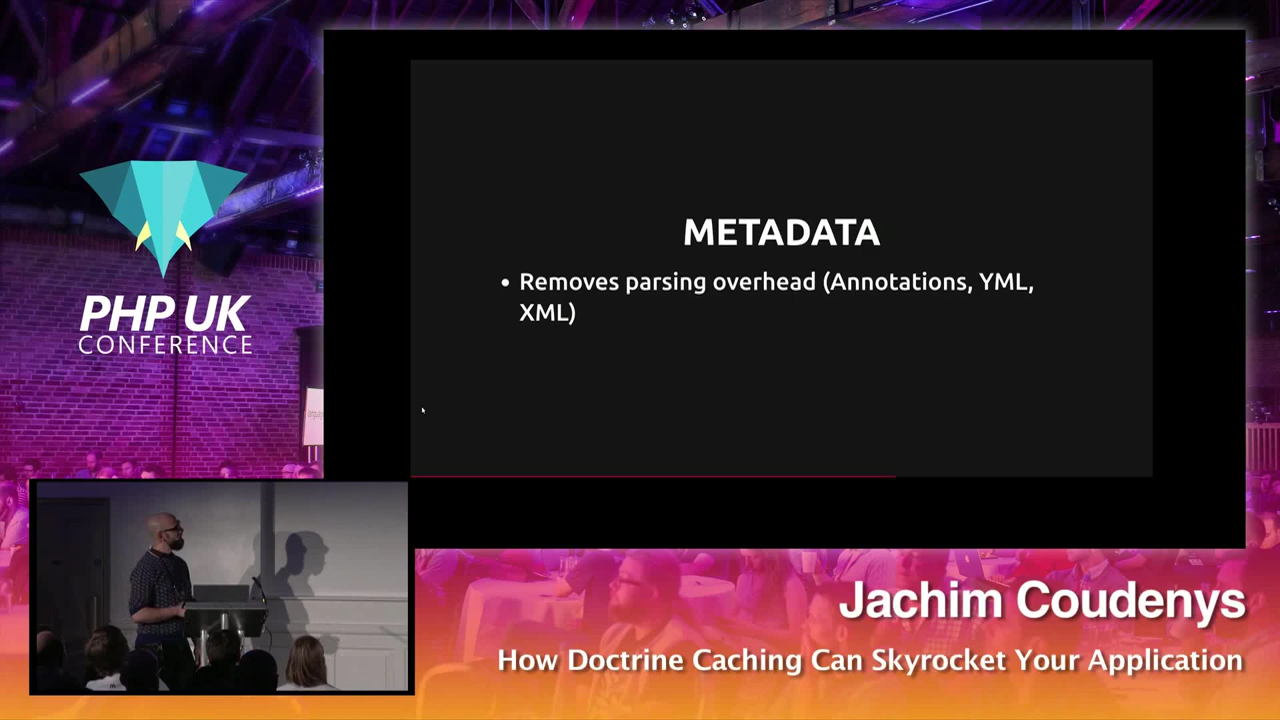 METADATA
• Removes parsing overhead (Annotations, YML,
XML)
PHP UK
CONFERENCE
Jachim Coudenys
How Doctrine Caching Can Skyrocket Your Application